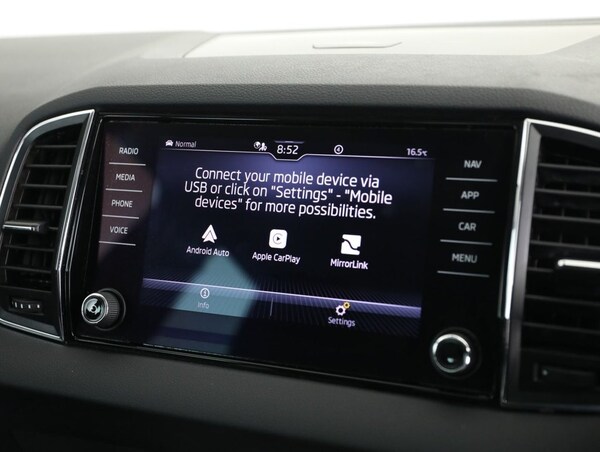 Normal
8:52
16.5°C
RADIO
MEDIA
PHONE
VOICE
Connect your mobile device via
USB or click on "Settings" - "Mobile
devices" for more possibilities.
Android Auto
Apple CarPlay
MirrorLink
Info
Settings
NAV
APP
CAR
MENU